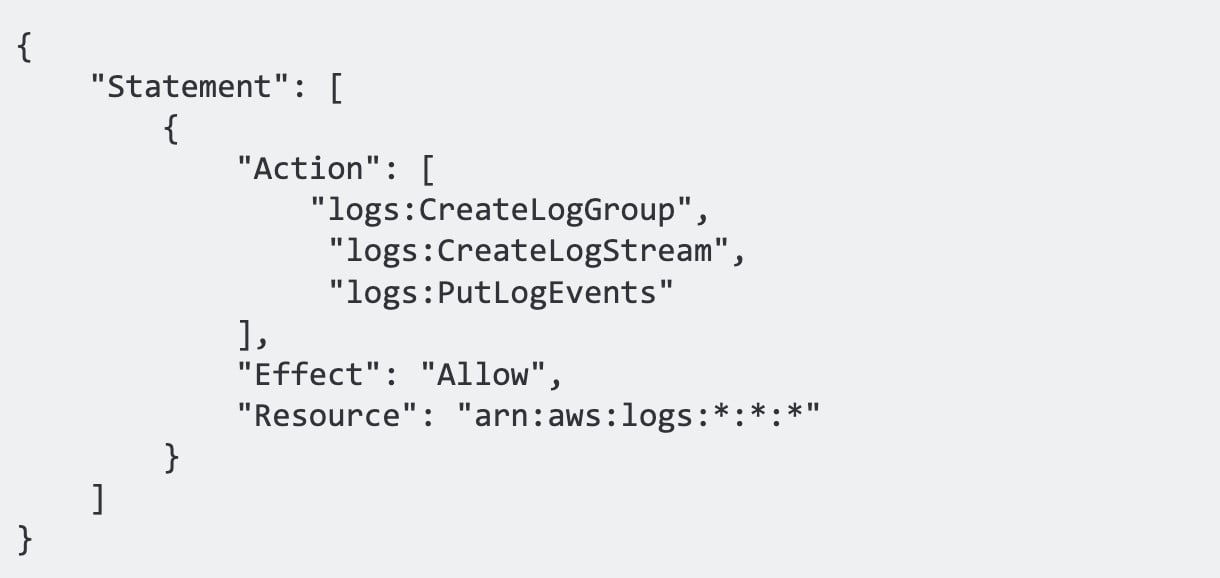 {
    "Statement": [
        {
            "Action": [
                "logs:CreateLogGroup",
                 "logs:CreateLogStream",
                 "logs:PutLogEvents"
            ],
            "Effect": "Allow",
            "Resource": "arn:aws:logs:*:*:*"
        }
    ]
}